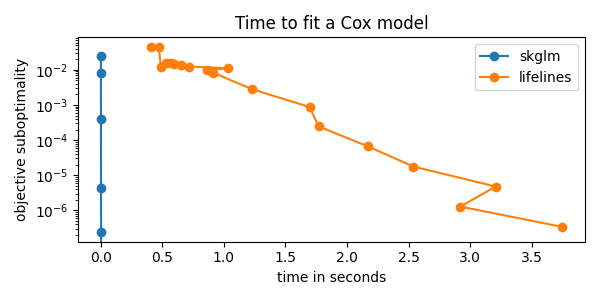 Time to fit a Cox model
objective suboptimality
10⁻²
10⁻³
10⁻⁴
10⁻⁵
10⁻⁶
skglm
lifelines
0.0 0.5 1.0 1.5 2.0 2.5 3.0 3.5
time in seconds